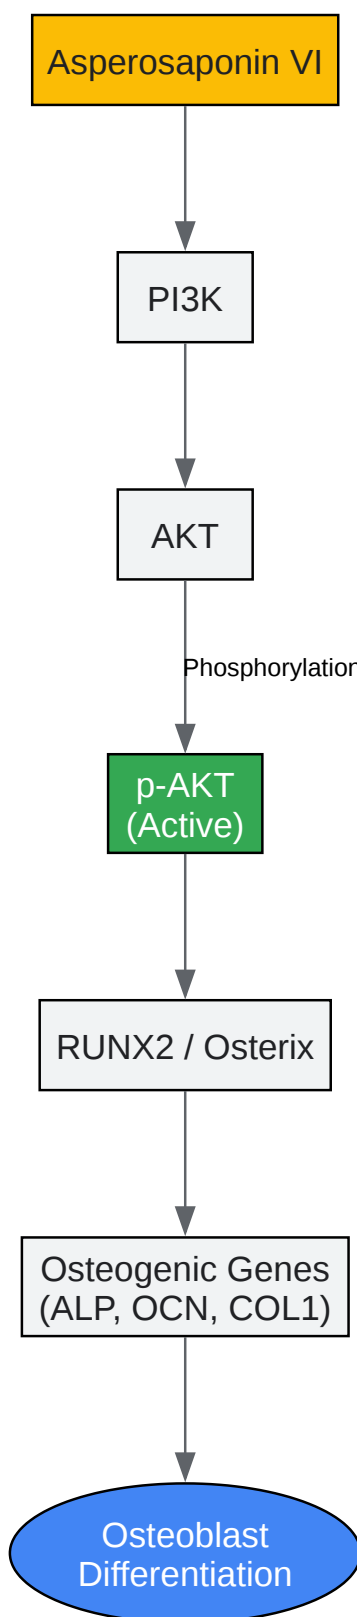 Asperosaponin VI
PI3K
AKT
Phosphorylation
p-AKT
(Active)
RUNX2 / Osterix
Osteogenic Genes
(ALP, OCN, COL1)
Osteoblast
Differentiation